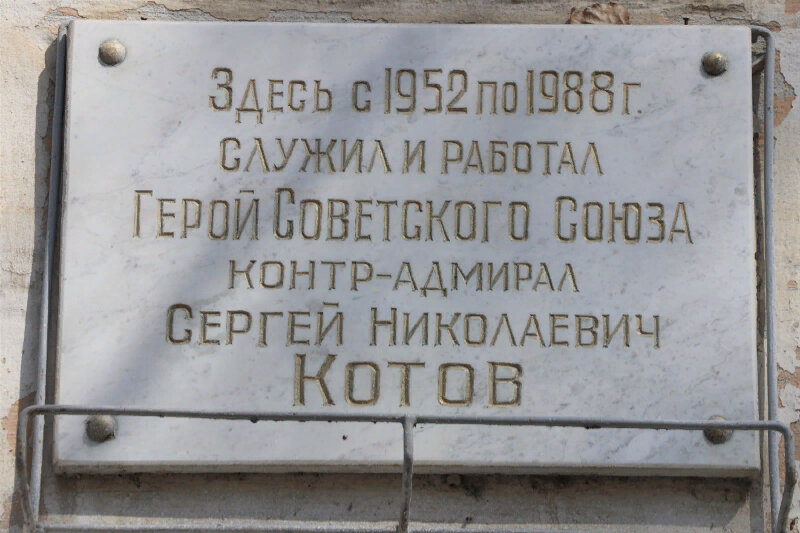 Здесь с 1952 по 1988 г.
служил и работал
Герой Советского Союза
контр-адмирал
Сергей Николаевич
Котов